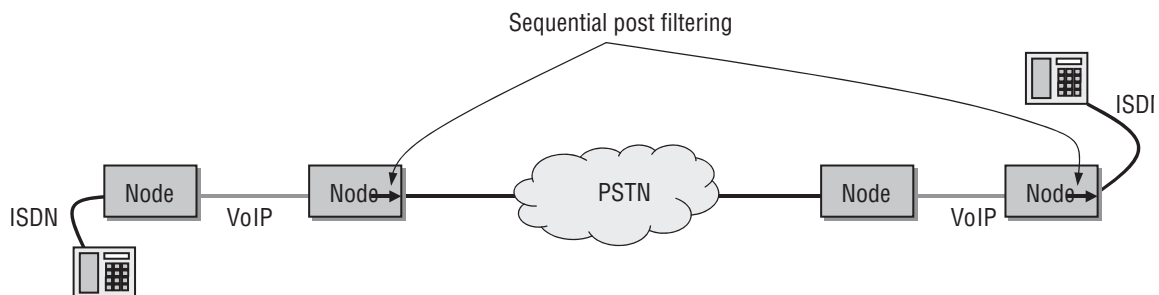 Sequential post filtering
ISDN
Node
Node
PSTN
Node
Node
ISDN
VoIP
VoIP